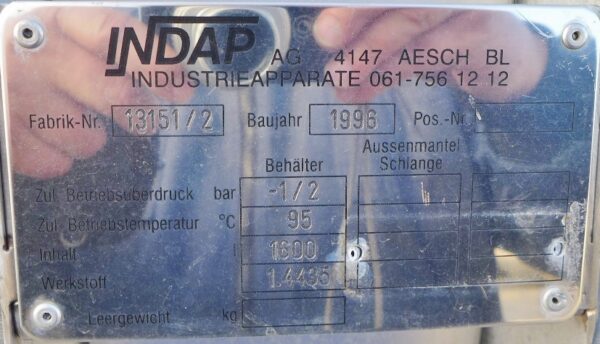 INDAP AG 4147 AESCH BL
INDUSTRIEAPPARATE 061-756 12 12
Fabrik-Nr. 13151/2 Baujahr 1996 Pos.-Nr.
Behälter Aussenmantel Schlange
Zul. Betriebsüberdruck bar -1/2
Zul. Betriebstemperatur °C 95
Inhalt l 1600
Werkstoff 1.4435
Leergewicht kg